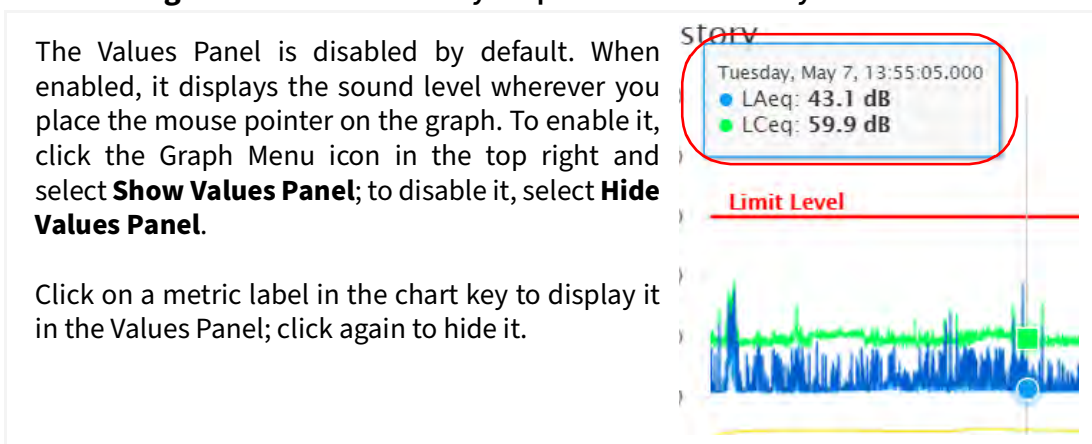 The Values Panel is disabled by default. When
enabled, it displays the sound level wherever you
place the mouse pointer on the graph. To enable it,
click the Graph Menu icon in the top right and
select Show Values Panel; to disable it, select Hide
Values Panel.
Click on a metric label in the chart key to display it
in the Values Panel; click again to hide it.
story
Tuesday, May 7, 13:55:05.000
LAeq: 43.1 dB
LCeq: 59.9 dB
Limit Level